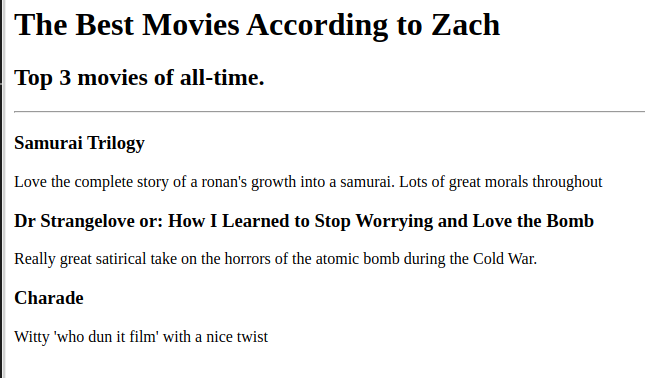 The Best Movies According to Zach
Top 3 movies of all-time.
Samurai Trilogy
Love the complete story of a ronan's growth into a samurai. Lots of great morals throughout
Dr Strangelove or: How I Learned to Stop Worrying and Love the Bomb
Really great satirical take on the horrors of the atomic bomb during the Cold War.
Charade
Witty 'who dun it film' with a nice twist